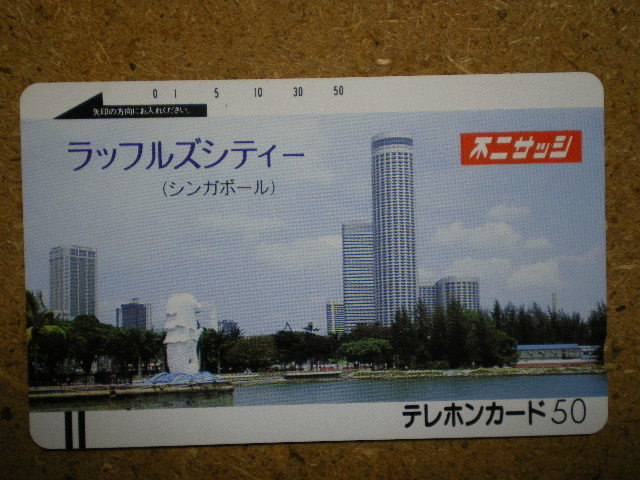 0 1 5 10 30 50
矢印の方向にお入れください。
ラッフルズシティー
(シンガポール)
不二サッシ
テレホンカード50